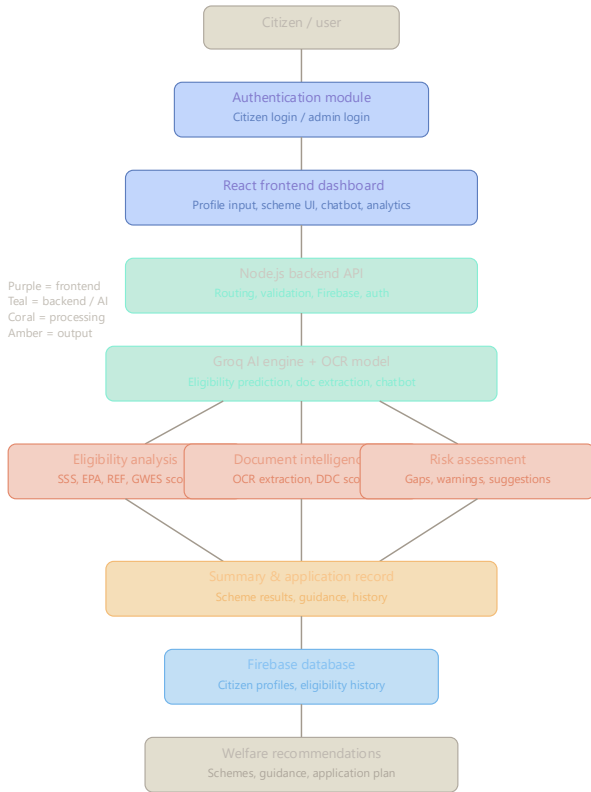 Citizen / user
Authentication module
Citizen login / admin login
React frontend dashboard
Profile input, scheme UI, chatbot, analytics
Node.js backend API
Routing, validation, Firebase, auth
Purple = frontend
Teal = backend / AI
Coral = processing
Amber = output
Groq AI engine + OCR model
Eligibility prediction, doc extraction, chatbot
Eligibility analysis
SSS, EPA, REF, GWES sco
Document intelligenc
OCR extraction, DDC sco
Risk assessment
Gaps, warnings, suggestions
Summary & application record
Scheme results, guidance, history
Firebase database
Citizen profiles, eligibility history
Welfare recommendations
Schemes, guidance, application plan